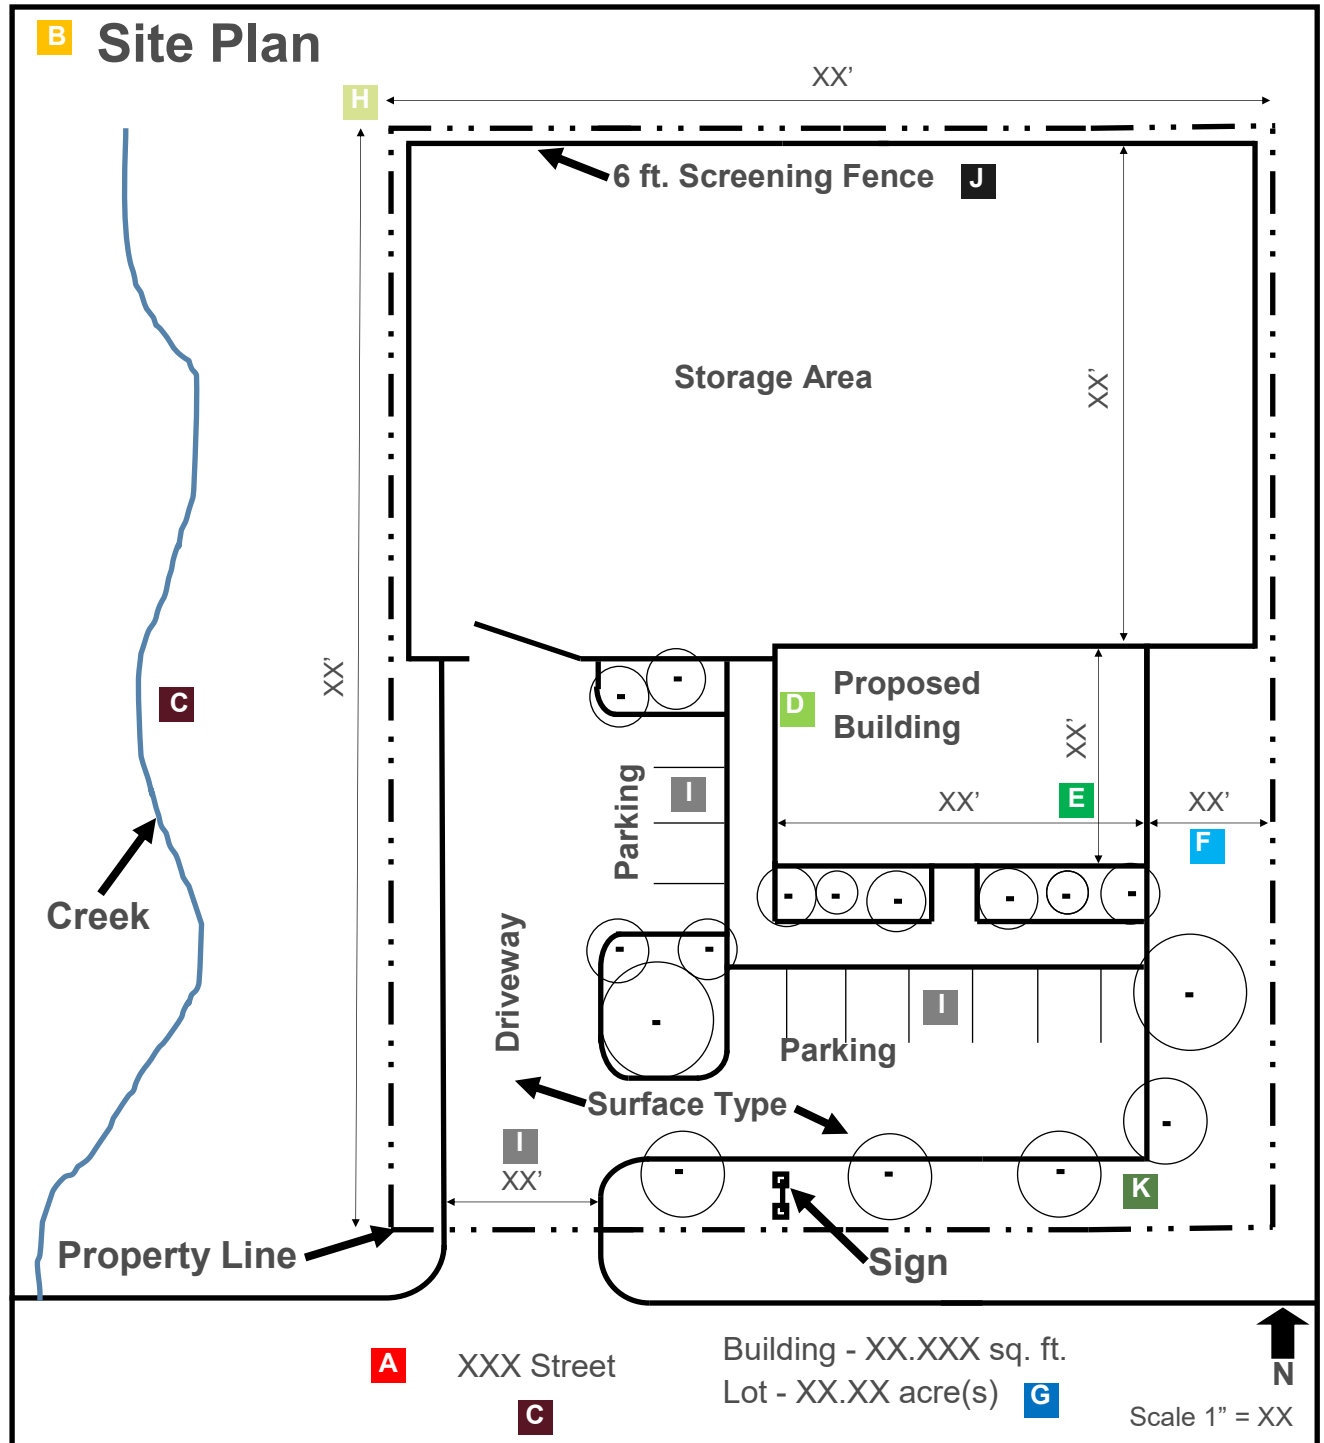 B Site Plan
XX’
H
6 ft. Screening Fence J
Storage Area
XX’
XX’
C
D Proposed
Building
XX’
E
XX’
XX’
F
Parking
I
Creek
Driveway
I
Parking
Surface Type
I
XX’
K
Property Line
Sign
A XXX Street
C
Building - XX.XXX sq. ft.
Lot - XX.XX acre(s) G
N
Scale 1” = XX